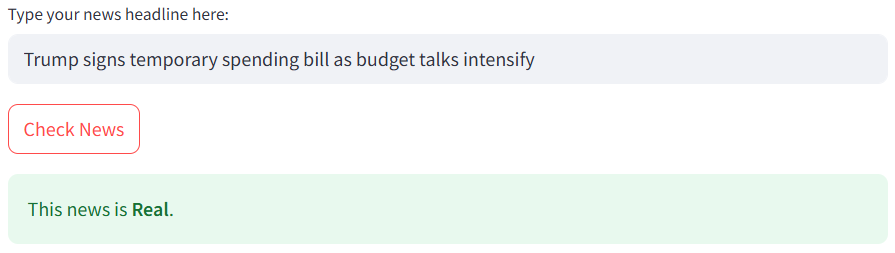 Type your news headline here:
Trump signs temporary spending bill as budget talks intensify
Check News
This news is Real.